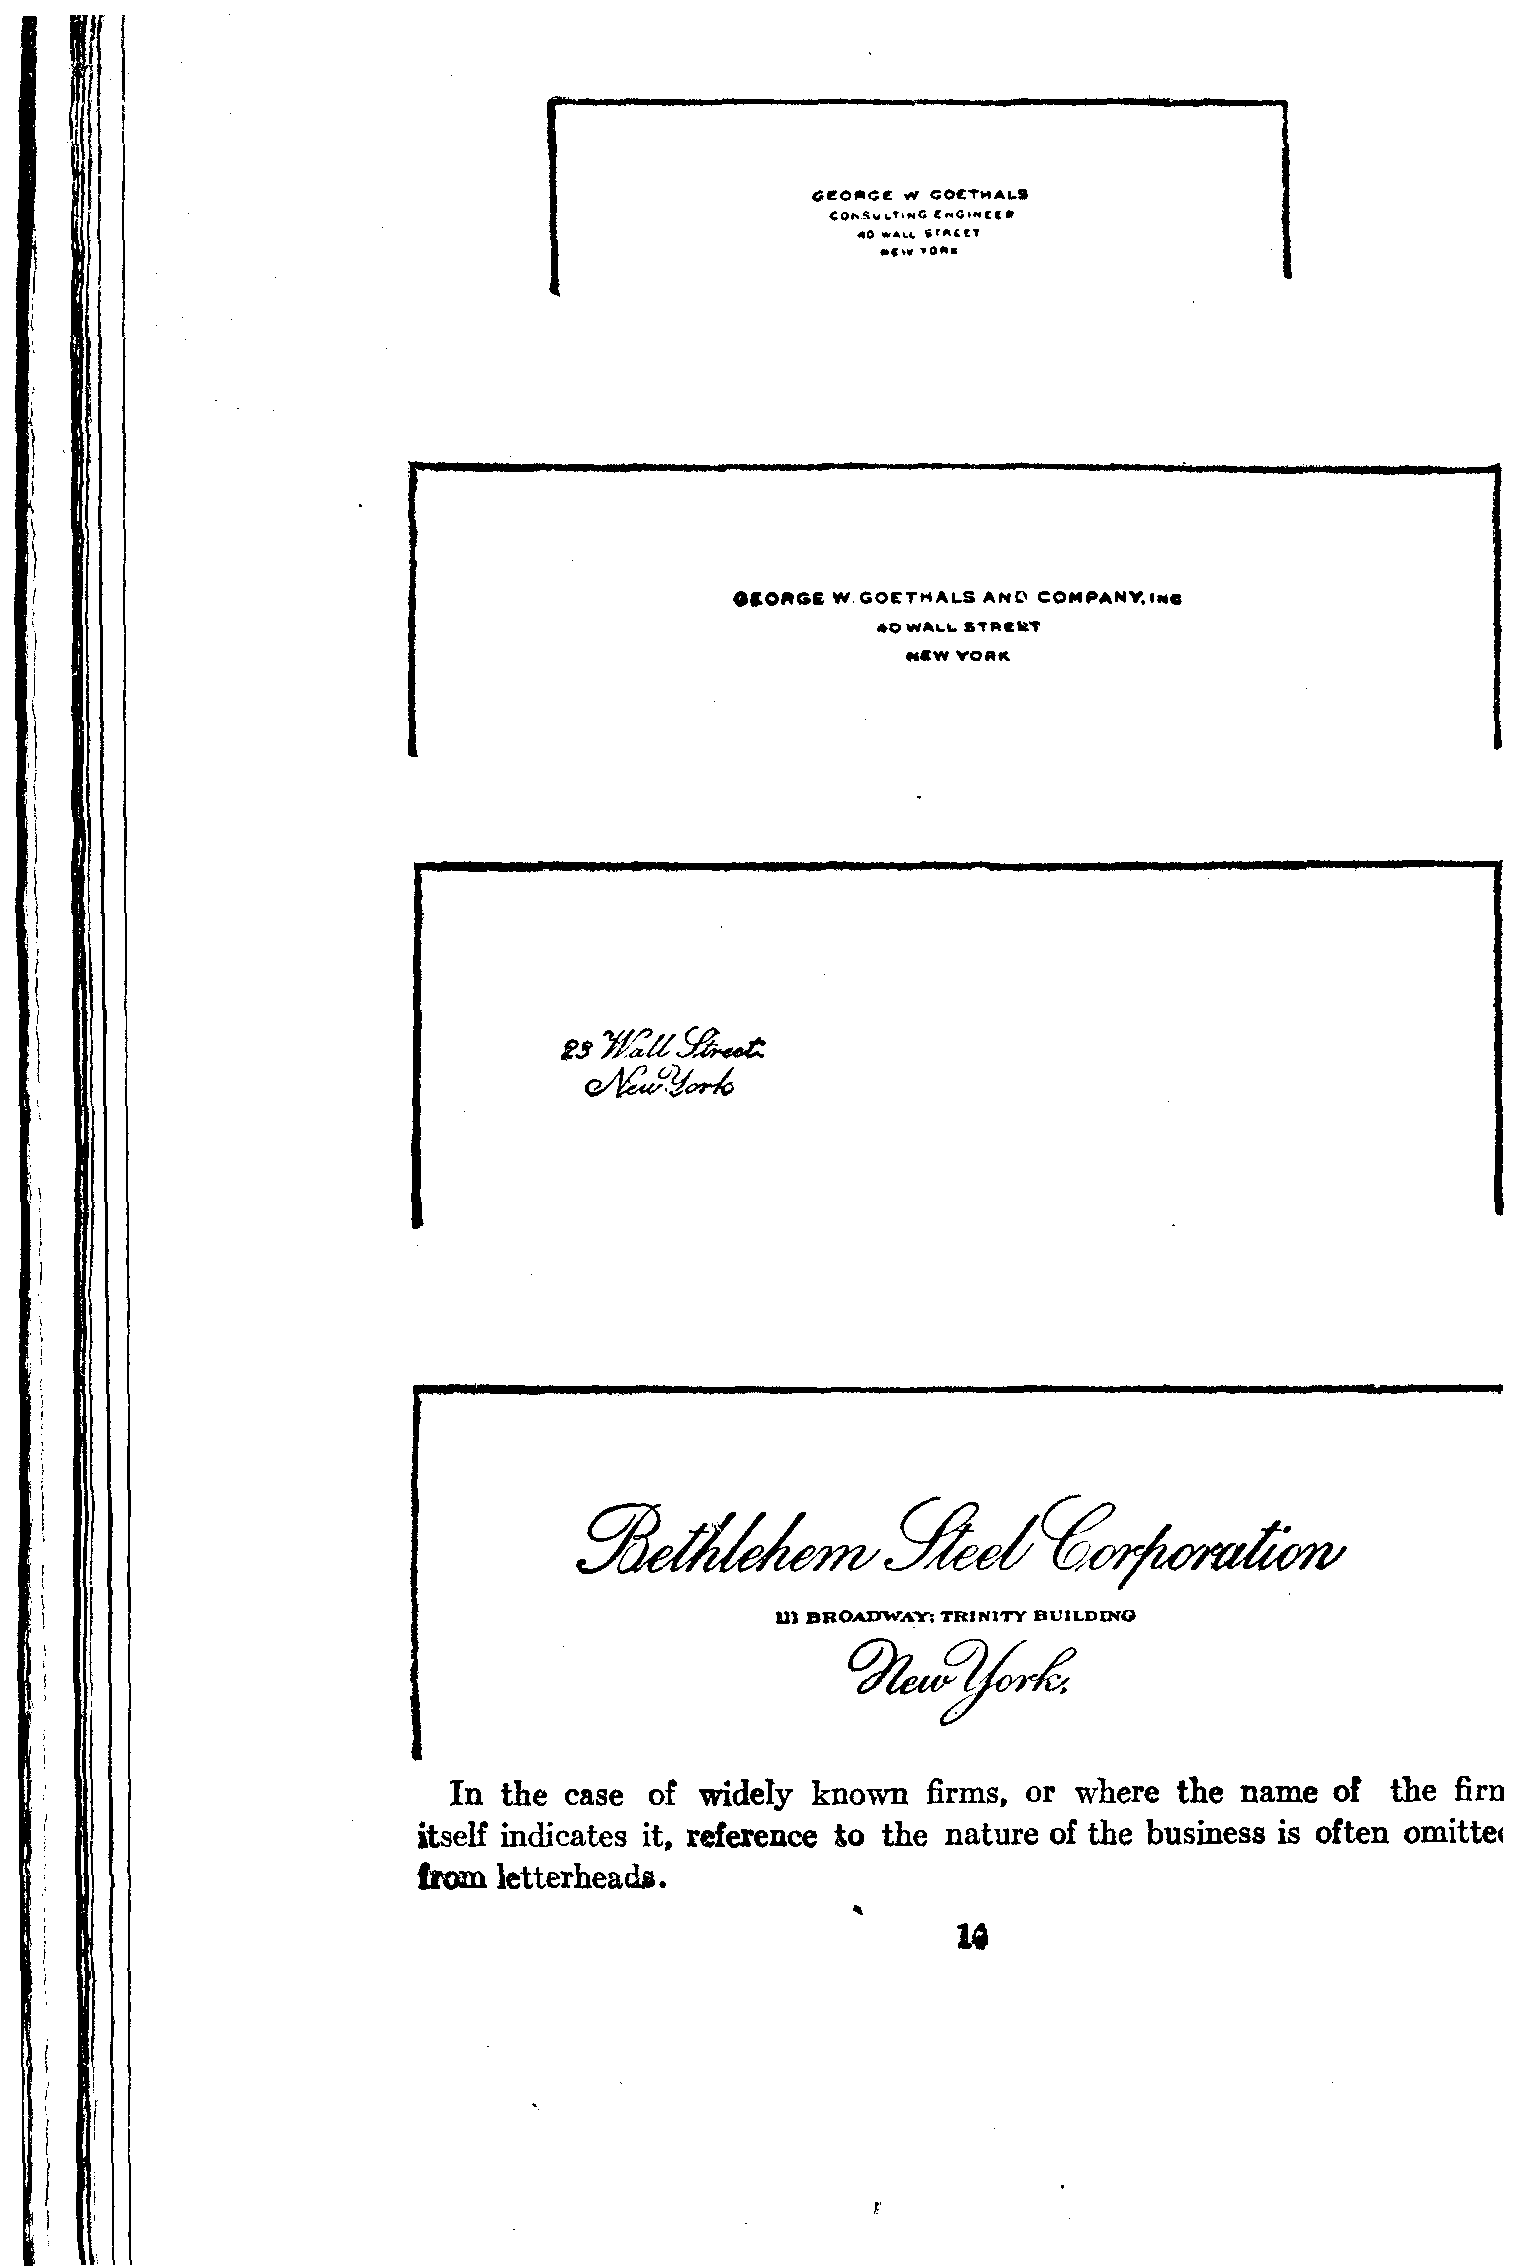 GEORGE W GOETHALS
CONSULTING ENGINEER
40 WALL STREET
NEW YORK
GEORGE W. GOETHALS AND COMPANY, INC
40 WALL STREET
NEW YORK
23 Wall Street
New York
Bethlehem Steel Corporation
111 BROADWAY; TRINITY BUILDING
New York.
In the case of widely known firms, or where the name of the firm
itself indicates it, reference to the nature of the business is often omitted
from letterheads.